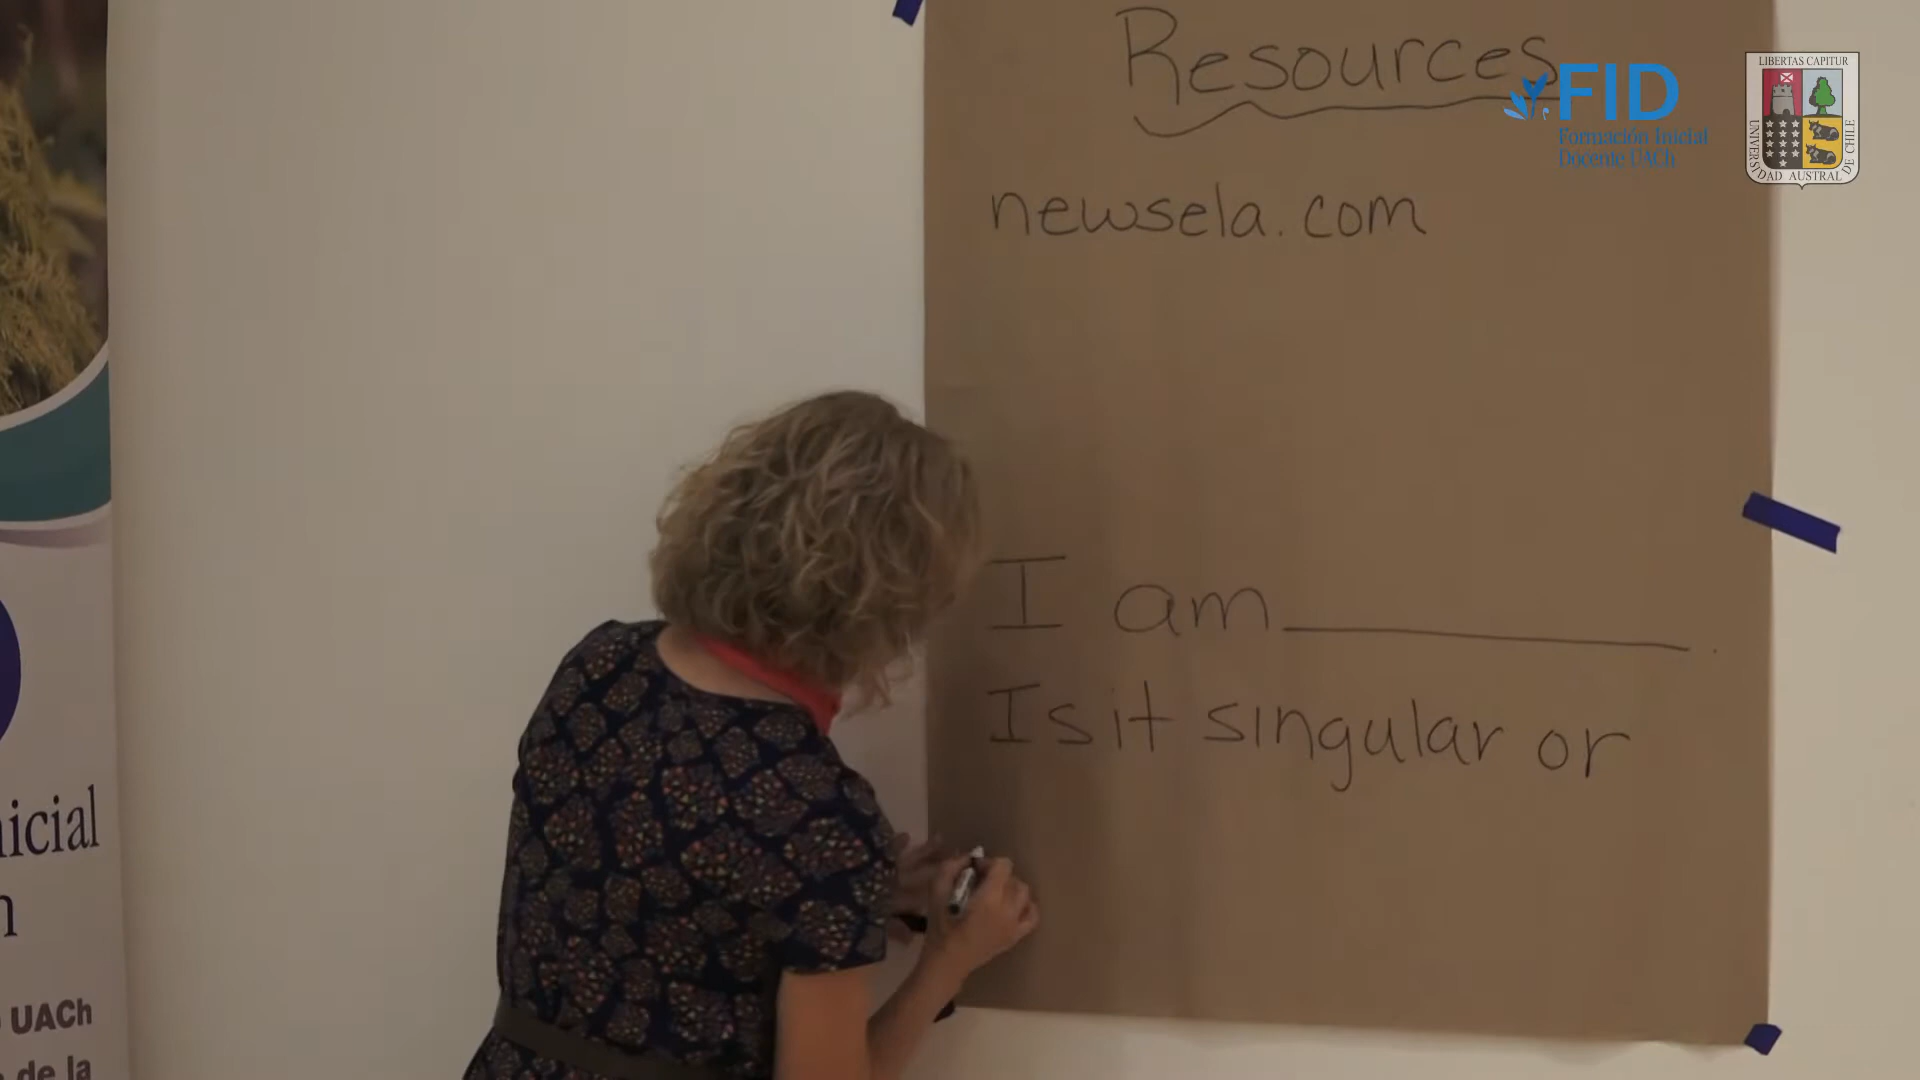 Resources
FID
Formación Inicial
Docente UACh
LIBERTAS CAPITUR
UNIVERSIDAD AUSTRAL DE CHILE
newsela.com
I am ____________.
Is it singular or
icial
UACh
de la